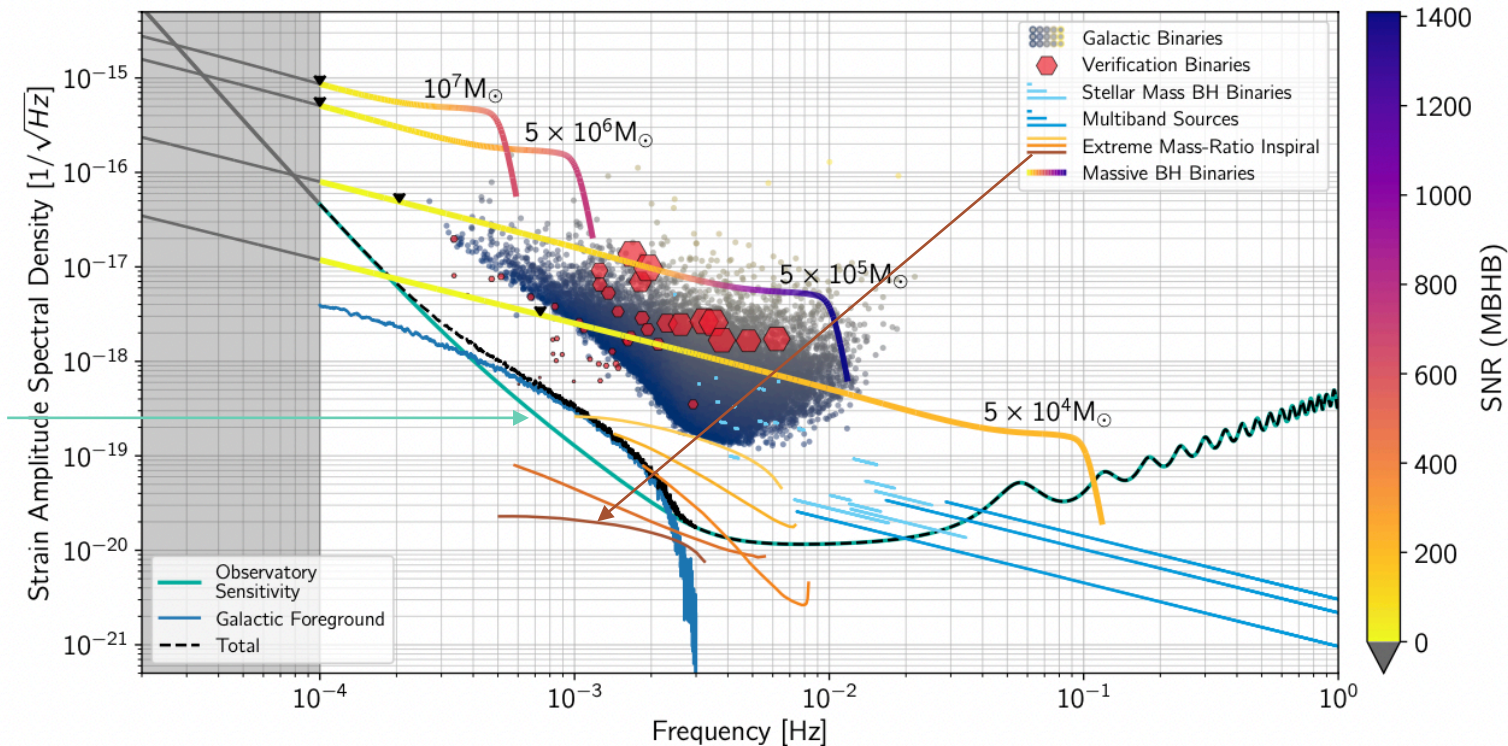 Strain Amplitude Spectral Density [1/√Hz]
10⁻¹⁵
10⁻¹⁶
10⁻¹⁷
10⁻¹⁸
10⁻¹⁹
10⁻²⁰
10⁻²¹
10⁷M⊙
5 × 10⁶M⊙
5 × 10⁵M⊙
5 × 10⁴M⊙
Galactic Binaries
Verification Binaries
Stellar Mass BH Binaries
Multiband Sources
Extreme Mass-Ratio Inspiral
Massive BH Binaries
Observatory
Sensitivity
Galactic Foreground
Total
10⁻⁴
10⁻³
10⁻²
10⁻¹
10⁰
Frequency [Hz]
1400
1200
1000
800
600
400
200
0
SNR (MBHB)